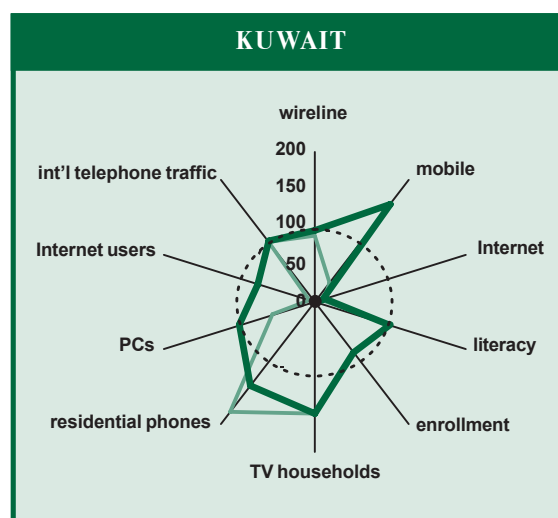 KUWAIT
wireline
200
int'l telephone traffic
mobile
150
100
Internet users
Internet
50
0
PCs
literacy
residential phones
enrollment
TV households